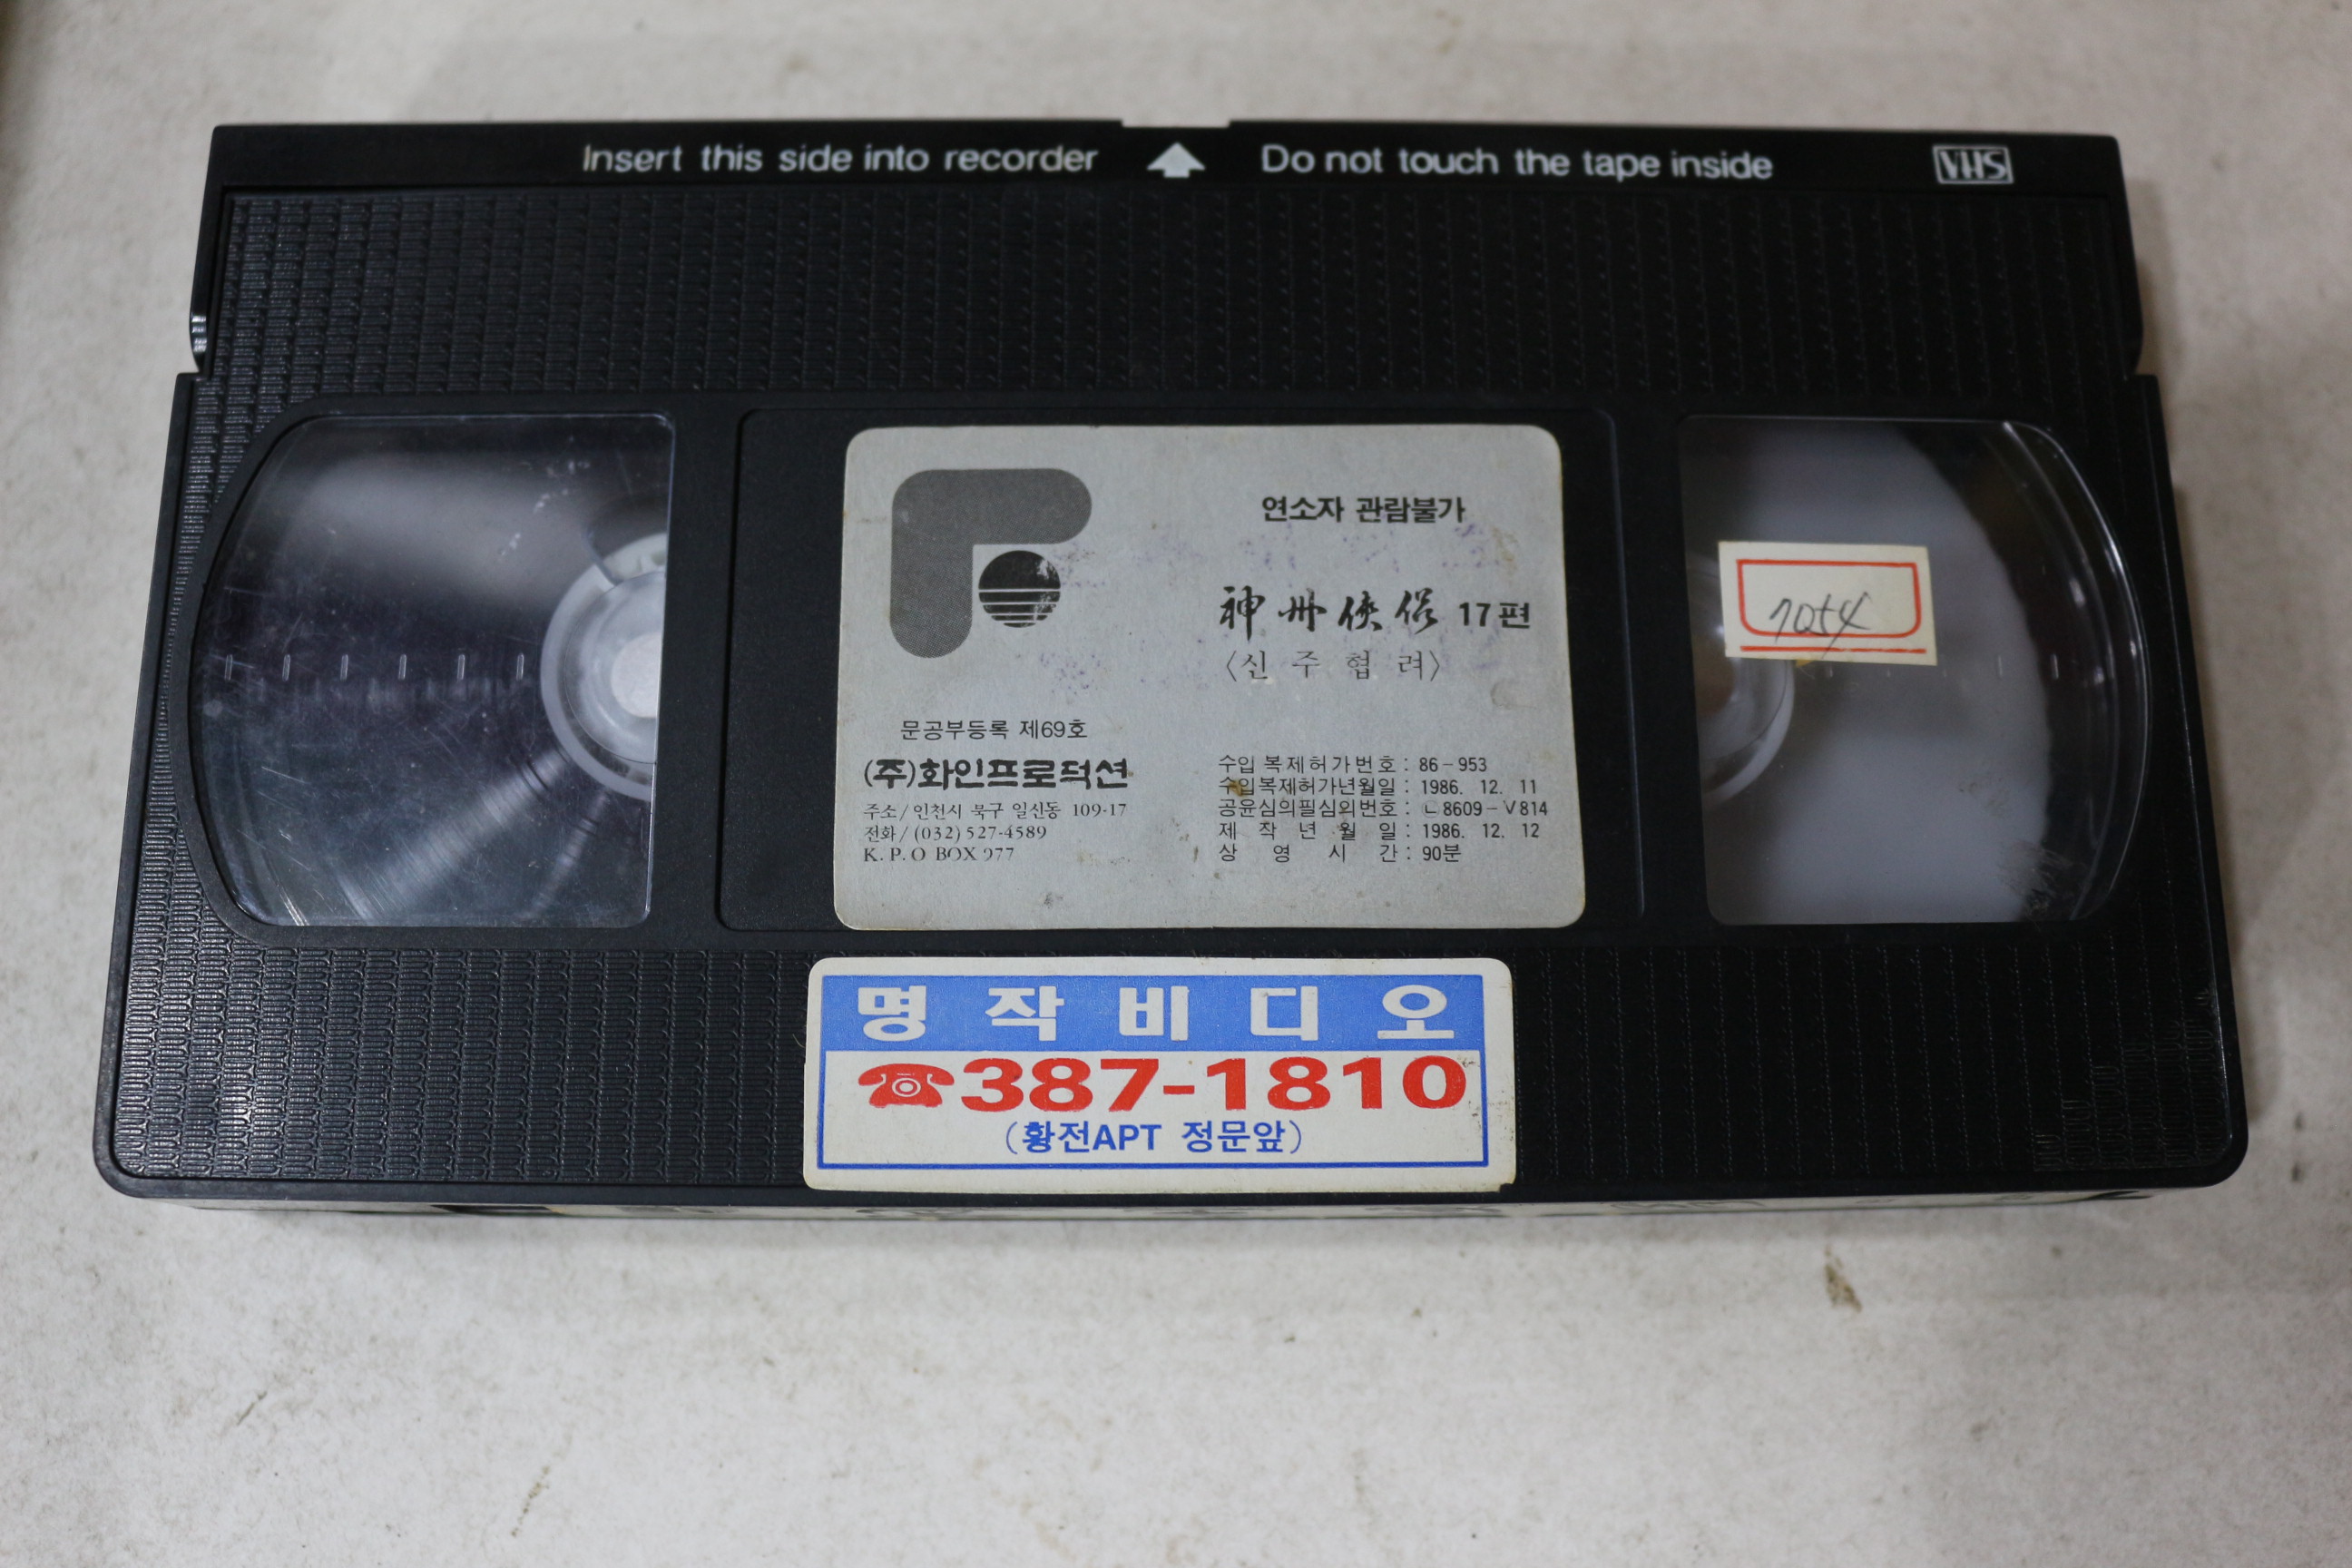 Insert this side into recorder Do not touch the tape inside VHS
연소자 관람불가
神州俠侶 17편
〈신주협려〉
문공부등록 제69호
(주)화인프로덕션
주소/인천시 북구 일신동 109-17
전화/(032)527-4589
K.P.O BOX 977
수입복제허가번호: 86-953
수입복제허가년월일: 1986. 12. 11
공윤심의필심의번호: ㄴ8609-V814
제작년월일: 1986. 12. 12
상영시간: 90분
7054
명작비디오
☎387-1810
(황전APT 정문앞)